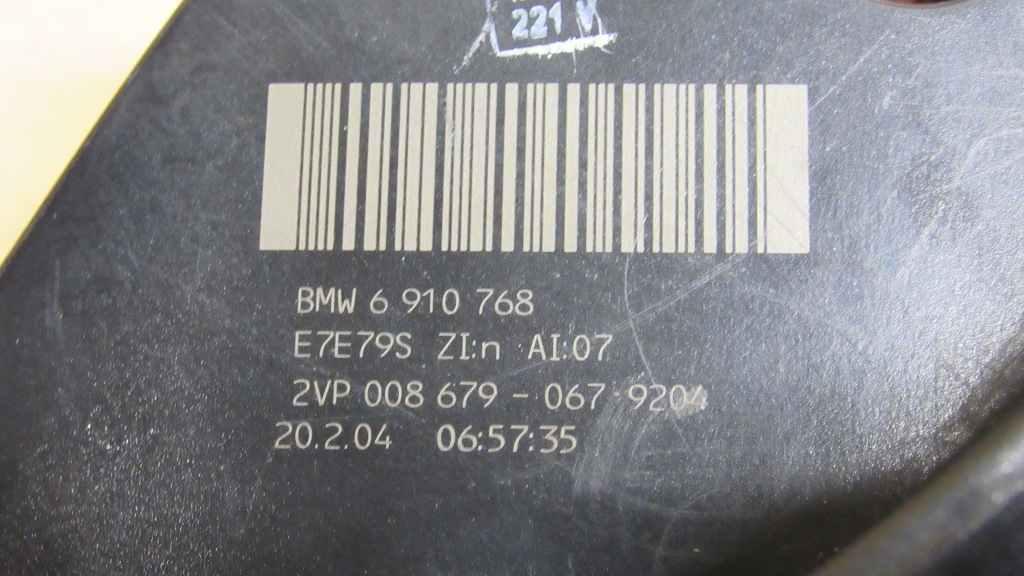 221 V
BMW 6 910 768
E7E79S ZI:n AI:07
2VP 008 679 - 067 9204
20.2.04 06:57:35